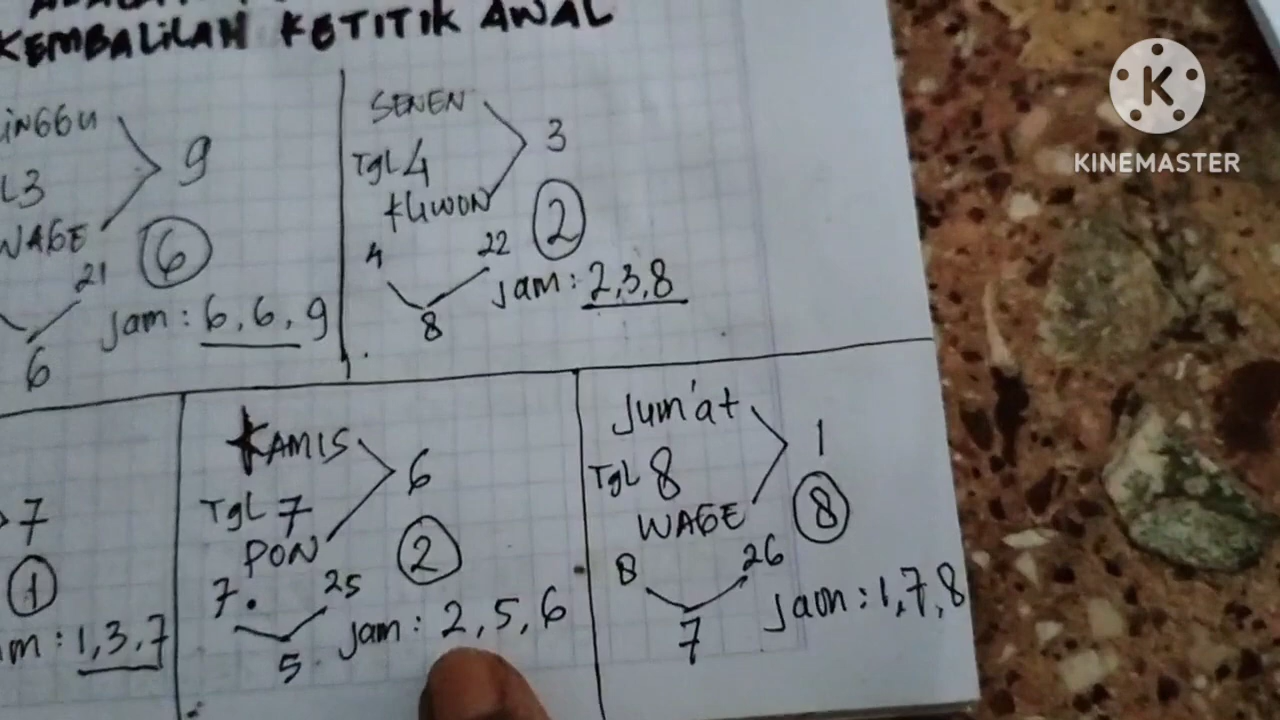 KEMBALILAH KETITIK AWAL
INGGU
9
L3
WAGE
6
21
6
jam : 6, 6, 9
SENEN
3
Tgl 4
KLIWON
2
4
22
8
jam : 2, 3, 8
7
1
m : 1, 3, 7
KAMIS
6
Tgl 7
PON
2
7.
25
5
jam : 2, 5, 6
Jum'at
1
Tgl 8
WAGE
8
8
26
7
Jam : 1, 7, 8
K
KINEMASTER